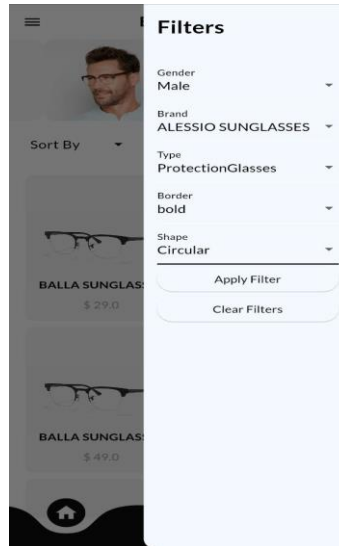 Filters
Gender
Male
Brand
ALESSIO SUNGLASSES
Type
ProtectionGlasses
Border
bold
Shape
Circular
Apply Filter
Clear Filters
Sort By
BALLA SUNGLAS
$ 29.0
BALLA SUNGLAS
$ 49.0